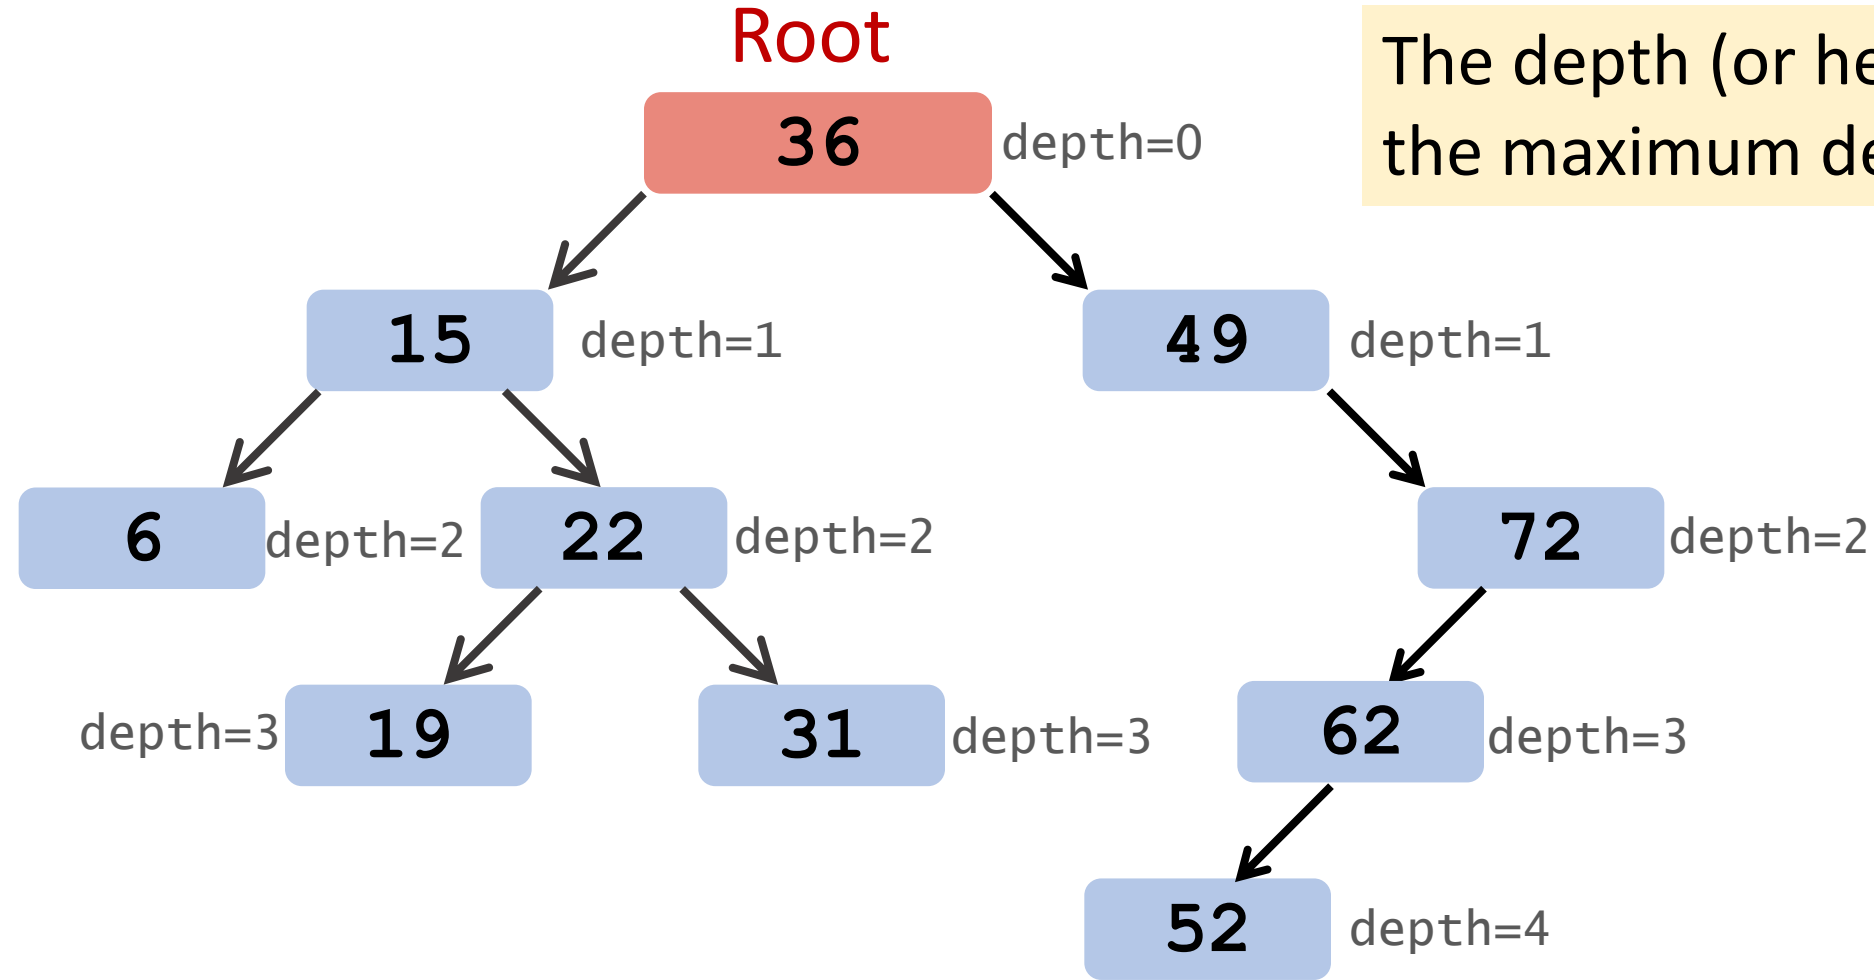 Root
The depth (or he
the maximum de
36 depth=0
15 depth=1 49 depth=1
6 depth=2 22 depth=2 72 depth=2
depth=3 19 31 depth=3 62 depth=3
52 depth=4